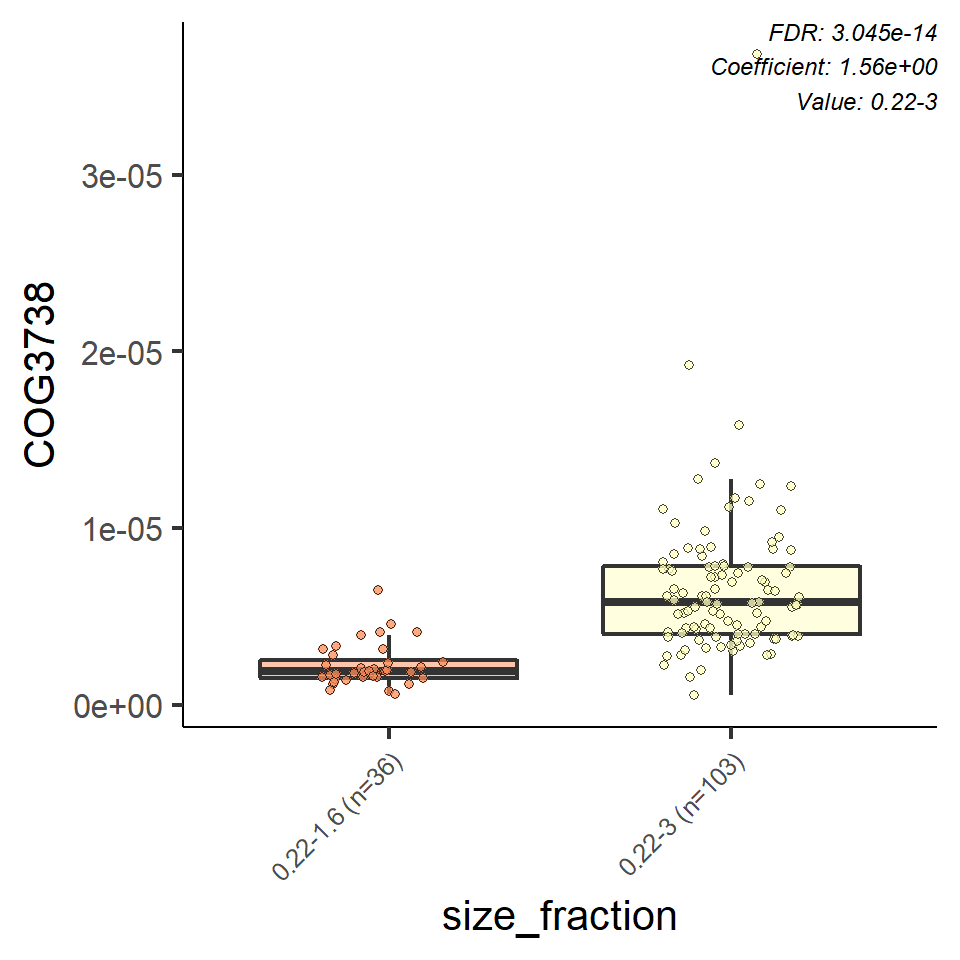 FDR: 3.045e-14
Coefficient: 1.56e+00
Value: 0.22-3
COG3738
3e-05
2e-05
1e-05
0e+00
0.22-1.6 (n=36)
0.22-3 (n=103)
size_fraction